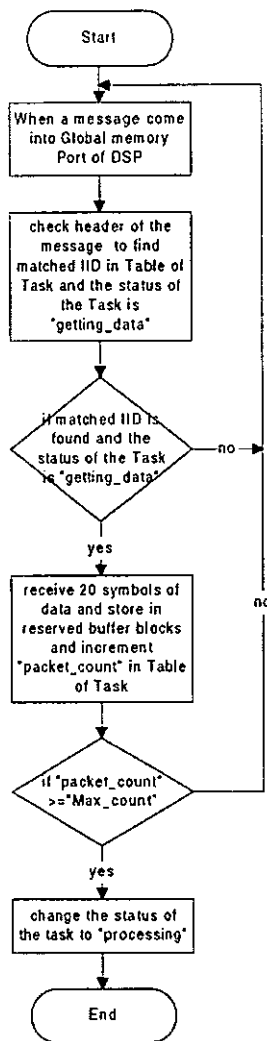 Start
When a message come
into Global memory
Port of DSP
check header of the
message to find
matched IID in Table of
Task and the status of
the Task is
"getting_data"
if matched IID is
found and the
status of the Task
is "getting_data"
no
yes
receive 20 symbols of
data and store in
reserved buffer blocks
and increment
"packet_count" in Table
of Task
no
if "packet_count"
>="Max_count"
yes
change the status of
the task to "processing"
End